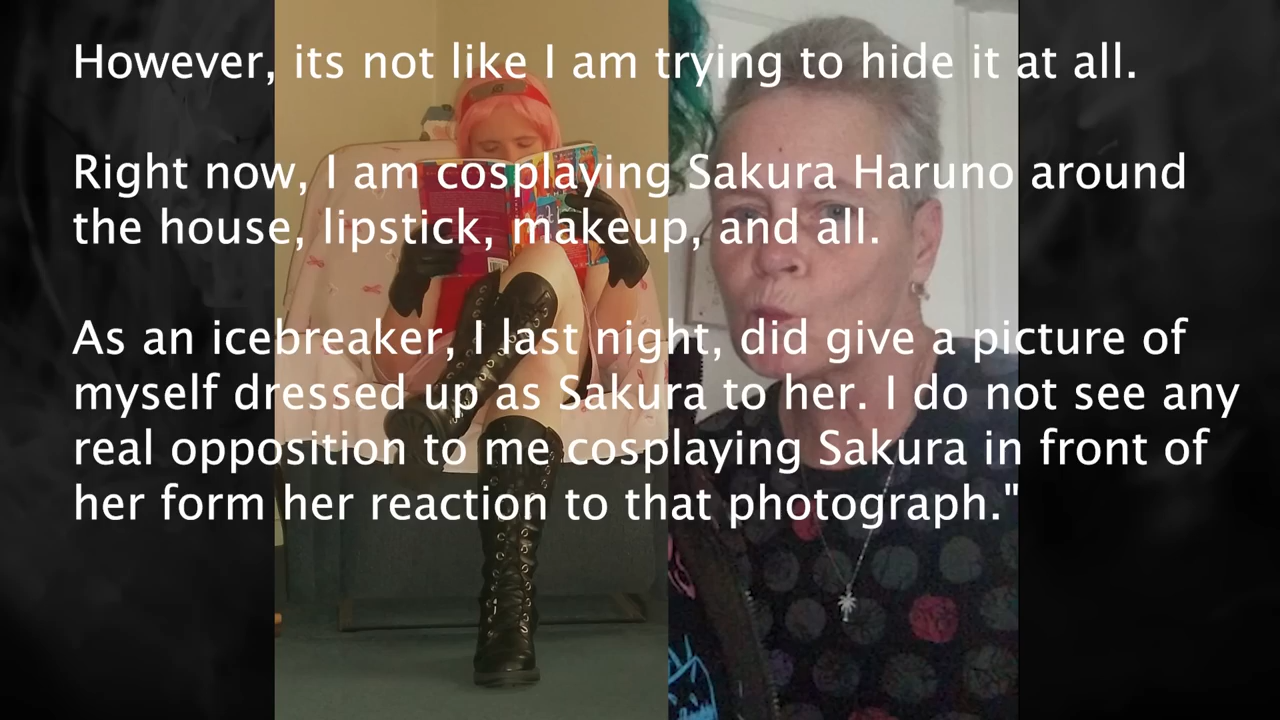 However, its not like I am trying to hide it at all.
Right now, I am cosplaying Sakura Haruno around
the house, lipstick, makeup, and all.
As an icebreaker, I last night, did give a picture of
myself dressed up as Sakura to her. I do not see any
real opposition to me cosplaying Sakura in front of
her form her reaction to that photograph."